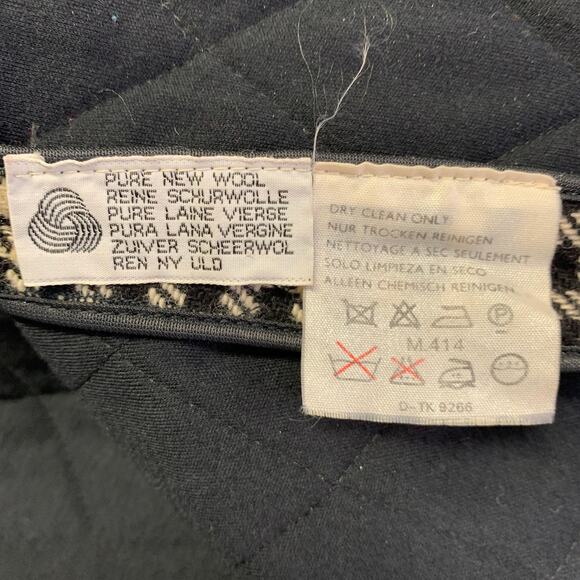 PURE NEW WOOL
REINE SCHURWOLLE
PURE LAINE VIERGE
PURA LANA VERGINE
ZUIVER SCHEERWOL
REN NY ULD
DRY CLEAN ONLY
NUR TROCKEN REINIGEN
NETTOYAGE A SEC SEULEMENT
SOLO LIMPIEZA EN SECO
ALLEEN CHEMISCH REINIGEN
P
M.414
D-TK 9266